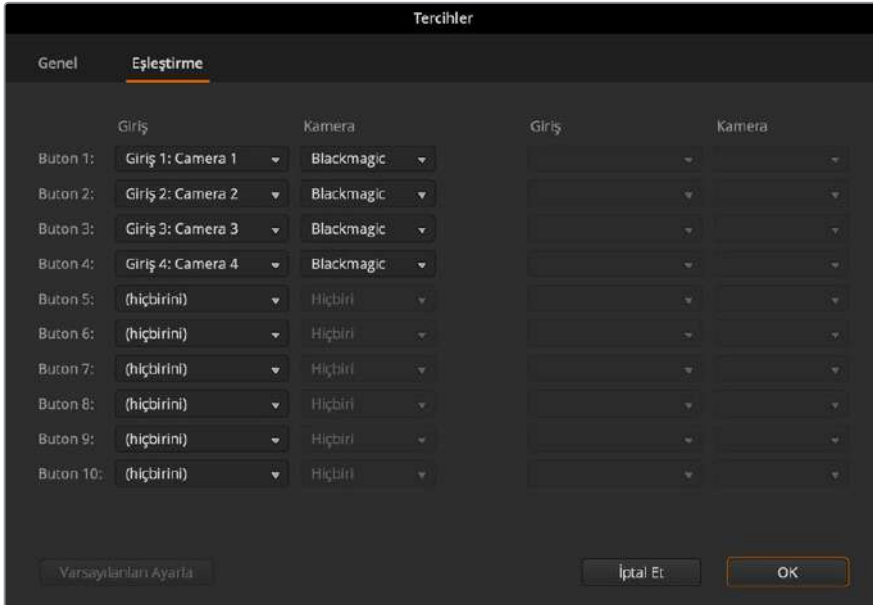 Tercihler
Genel Eşleştirme
Giriş Kamera Giriş Kamera
Buton 1: Giriş 1: Camera 1 Blackmagic
Buton 2: Giriş 2: Camera 2 Blackmagic
Buton 3: Giriş 3: Camera 3 Blackmagic
Buton 4: Giriş 4: Camera 4 Blackmagic
Buton 5: (hiçbirini) Hiçbiri
Buton 6: (hiçbirini) Hiçbiri
Buton 7: (hiçbirini) Hiçbiri
Buton 8: (hiçbirini) Hiçbiri
Buton 9: (hiçbirini) Hiçbiri
Buton 10: (hiçbirini) Hiçbiri
Varsayılanları Ayarla İptal Et OK